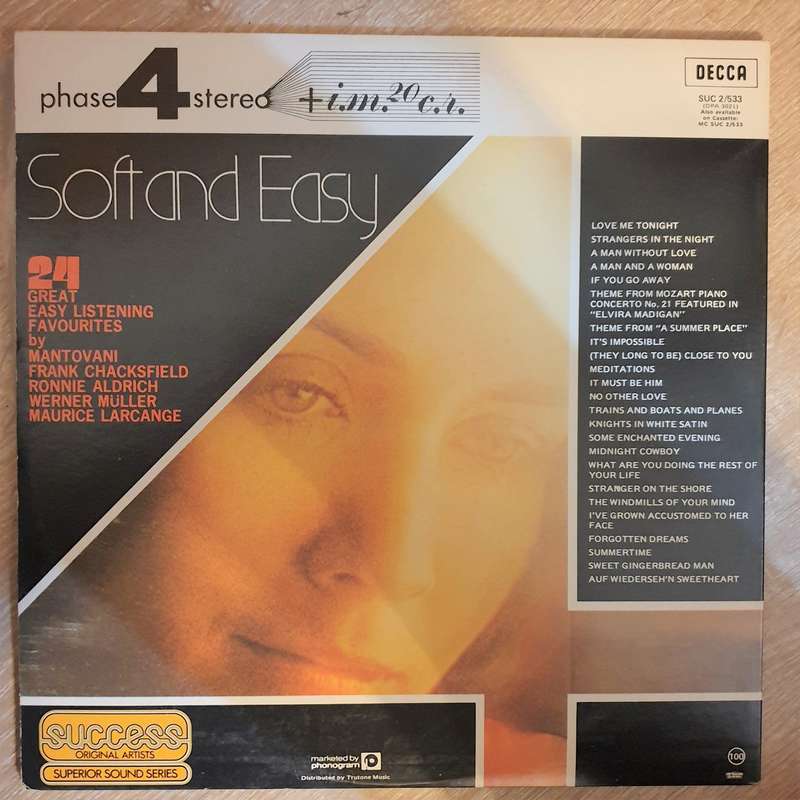 phase 4 stereo + i.m. 20 c.r.
DECCA
SUC 2/533
(DPA 3021)
Also available
on Cassette:
MC SUC 2/533
Soft and Easy
24
GREAT
EASY LISTENING
FAVOURITES
by
MANTOVANI
FRANK CHACKSFIELD
RONNIE ALDRICH
WERNER MULLER
MAURICE LARCANGE
LOVE ME TONIGHT
STRANGERS IN THE NIGHT
A MAN WITHOUT LOVE
A MAN AND A WOMAN
IF YOU GO AWAY
THEME FROM MOZART PIANO
CONCERTO No. 21 FEATURED IN
"ELVIRA MADIGAN"
THEME FROM "A SUMMER PLACE"
IT'S IMPOSSIBLE
(THEY LONG TO BE) CLOSE TO YOU
MEDITATIONS
IT MUST BE HIM
NO OTHER LOVE
TRAINS AND BOATS AND PLANES
KNIGHTS IN WHITE SATIN
SOME ENCHANTED EVENING
MIDNIGHT COWBOY
WHAT ARE YOU DOING THE REST OF
YOUR LIFE
STRANGER ON THE SHORE
THE WINDMILLS OF YOUR MIND
I'VE GROWN ACCUSTOMED TO HER
FACE
FORGOTTEN DREAMS
SUMMERTIME
SWEET GINGERBREAD MAN
AUF WIEDERSEH'N SWEETHEART
success
ORIGINAL ARTISTS
SUPERIOR SOUND SERIES
marketed by
phonogram
Distributed by Trutone Music